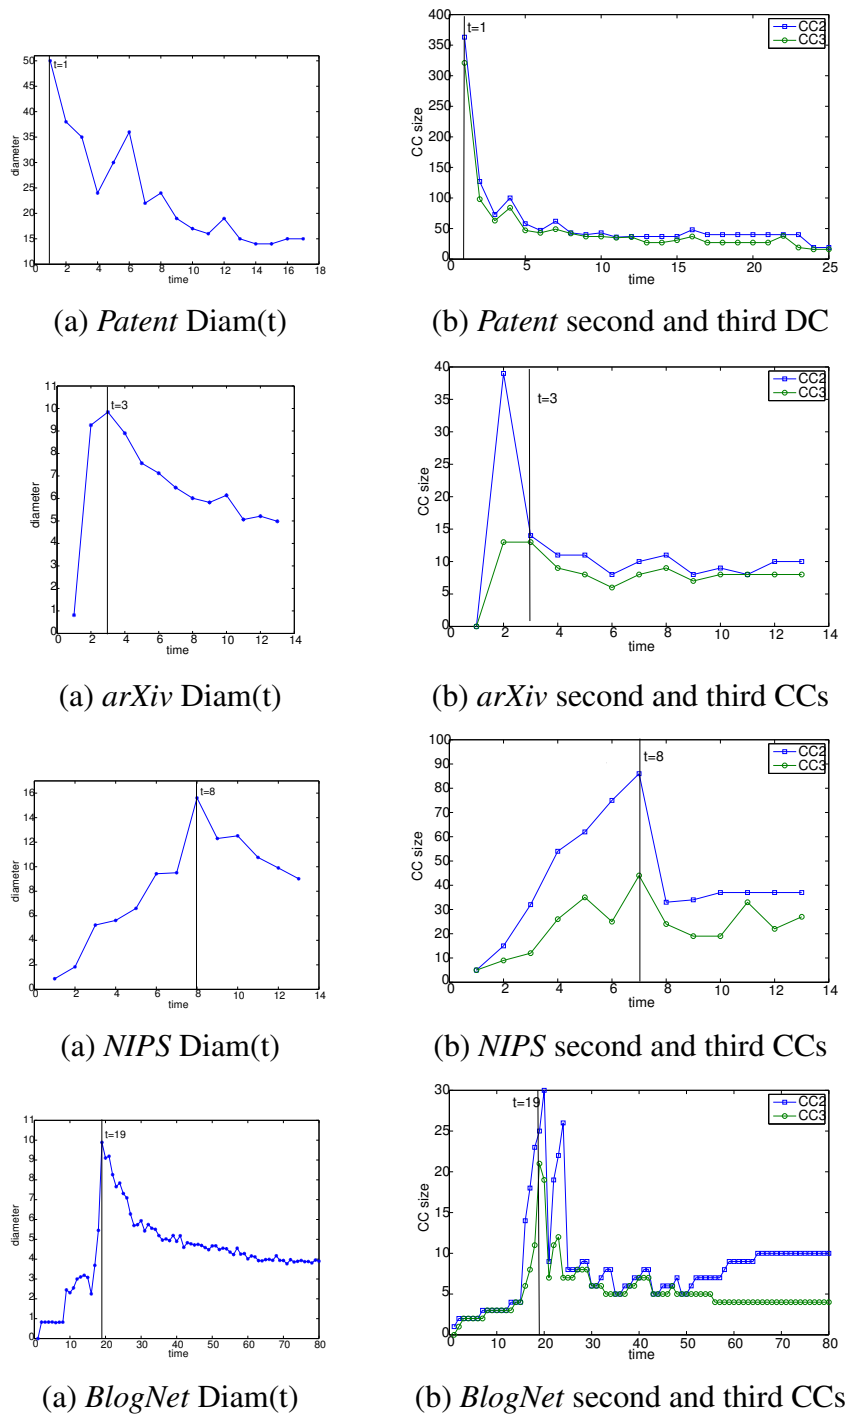 50
45
40
35
30
25
20
15
10
0 2 4 6 8 10 12 14 16 18
diameter
time
t=1
400
350
300
250
200
150
100
50
0
0 5 10 15 20 25
CC size
time
t=1
CC2
CC3
(a) Patent Diam(t)
(b) Patent second and third DC
11
10
9
8
7
6
5
4
3
2
1
0
0 2 4 6 8 10 12 14
diameter
time
t=3
40
35
30
25
20
15
10
5
0
0 2 4 6 8 10 12 14
CC size
time
t=3
CC2
CC3
(a) arXiv Diam(t)
(b) arXiv second and third CCs
16
14
12
10
8
6
4
2
0
0 2 4 6 8 10 12 14
diameter
time
t=8
100
90
80
70
60
50
40
30
20
10
0
0 2 4 6 8 10 12 14
CC size
time
t=8
CC2
CC3
(a) NIPS Diam(t)
(b) NIPS second and third CCs
11
10
9
8
7
6
5
4
3
2
1
0
0 10 20 30 40 50 60 70 80
diameter
time
t=19
30
25
20
15
10
5
0
0 10 20 30 40 50 60 70 80
CC size
time
t=19
CC2
CC3
(a) BlogNet Diam(t)
(b) BlogNet second and third CCs